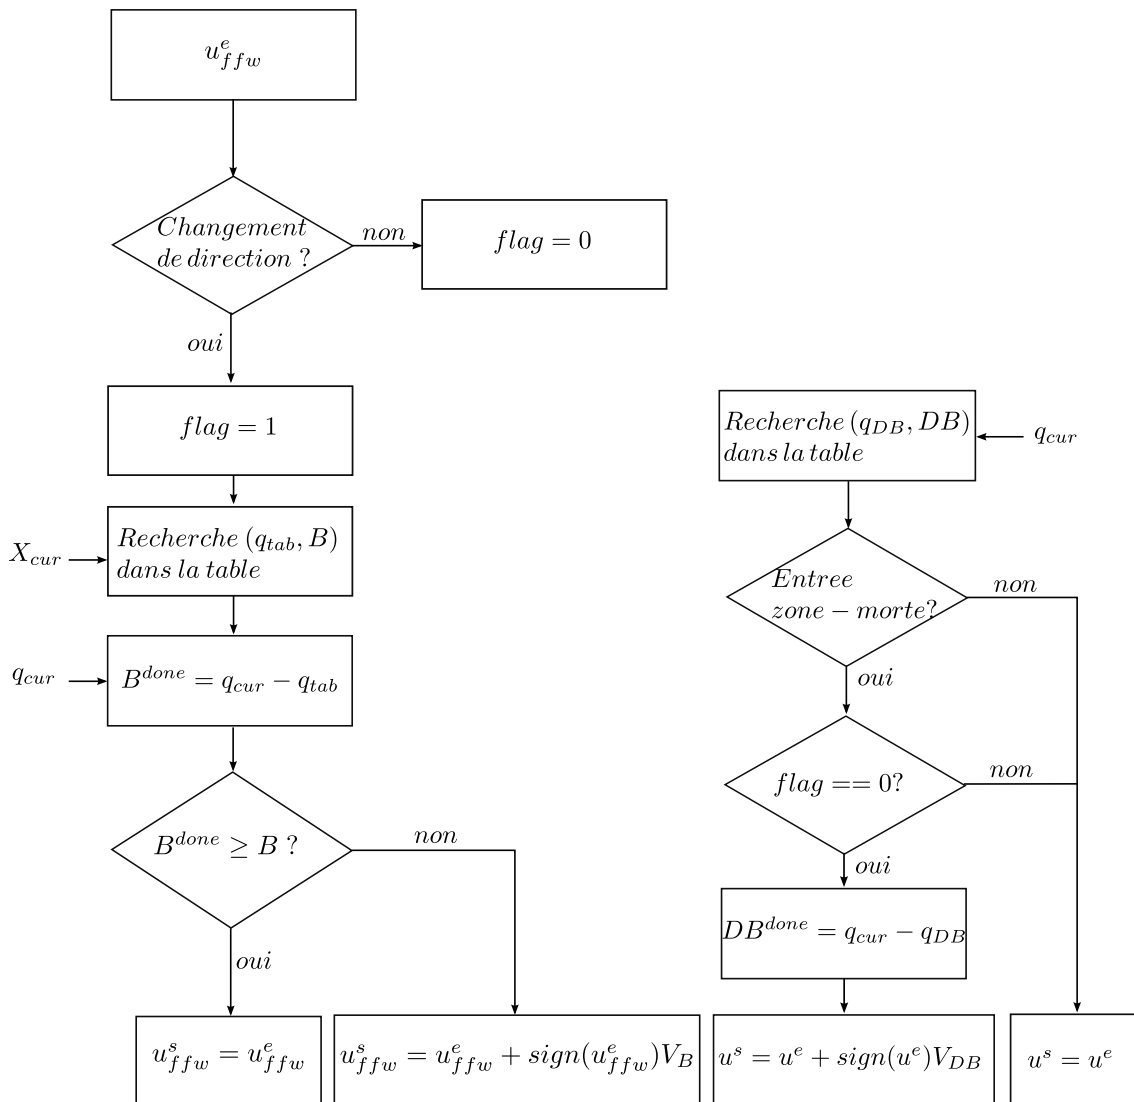 u^e_{ffw}
Changement
de direction ?
non
flag = 0
oui
flag = 1
X_{cur}
Recherche (q_{tab}, B)
dans la table
q_{cur}
B^{done} = q_{cur} − q_{tab}
B^{done} ≥ B ?
non
oui
u^s_{ffw} = u^e_{ffw}
u^s_{ffw} = u^e_{ffw} + sign(u^e_{ffw})V_B
Recherche (q_{DB}, DB)
dans la table
q_{cur}
Entree
zone − morte?
non
oui
flag == 0?
non
oui
DB^{done} = q_{cur} − q_{DB}
u^s = u^e + sign(u^e)V_{DB}
u^s = u^e